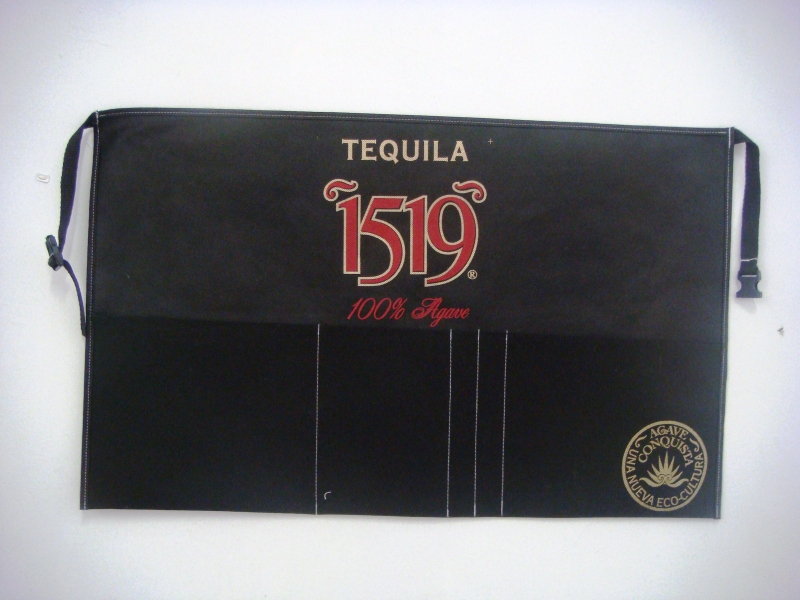 TEQUILA
1519®
100% Agave
AGAVE
CONQUISTA
UNA NUEVA ECO-CULTURA